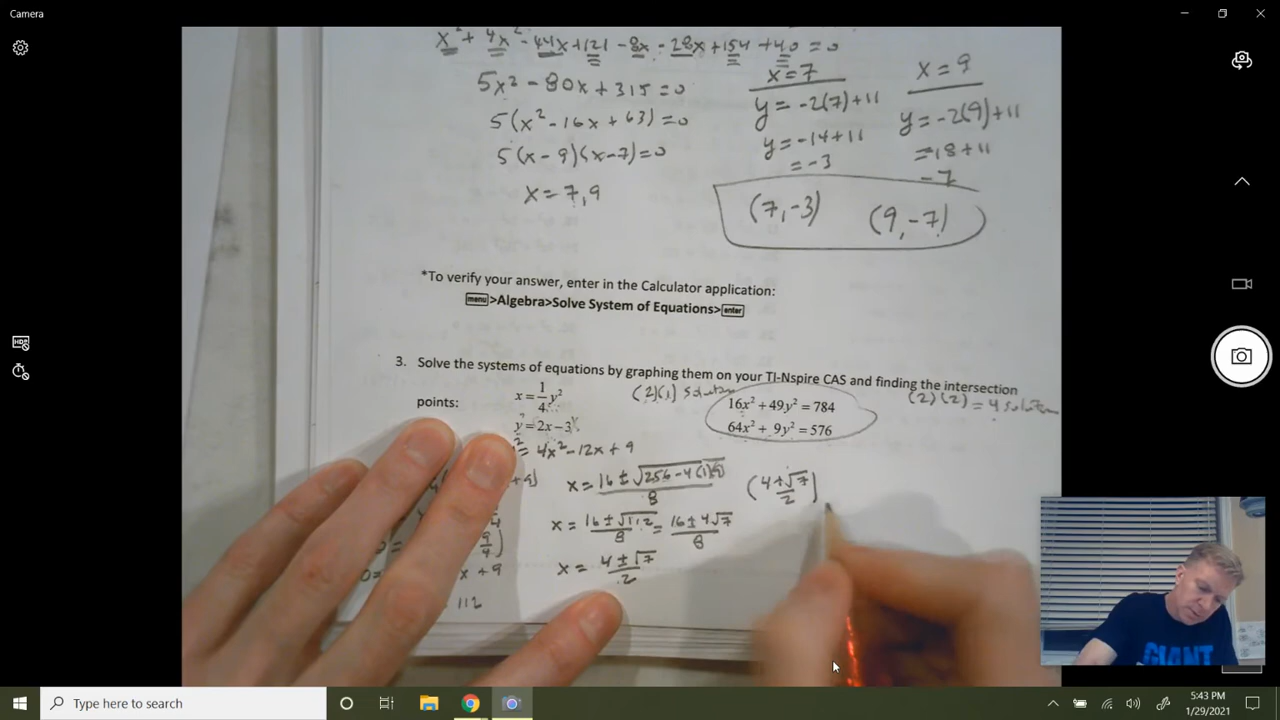 Camera
x² + 4x² - 44x + 121 - 8x - 28x + 154 + 40 = 0
5x² - 80x + 315 = 0
5(x² - 16x + 63) = 0
5(x - 9)(x - 7) = 0
x = 7, 9
x = 7
y = -2(7) + 11
y = -14 + 11
= -3
x = 9
y = -2(9) + 11
= -18 + 11
-7
(7, -3) (9, -7)
*To verify your answer, enter in the Calculator application:
menu >Algebra>Solve System of Equations> enter
3. Solve the systems of equations by graphing them on your TI-Nspire CAS and finding the intersection
points:
x = 1/4 y²
y = 2x - 3
(2)(1)
16x² + 49y² = 784
64x² + 9y² = 576
(2)(2) = 4 solutions
= 4x² - 12x + 9
x + 9
112
x = 16 ± √256 - 4(1)(9) / 8
x = 16 ± √112 / 8 = 16 ± 4√7 / 8
x = 4 ± √7 / 2
(4 + √7 / 2)
GIANT
Type here to search
5:43 PM
1/29/2021